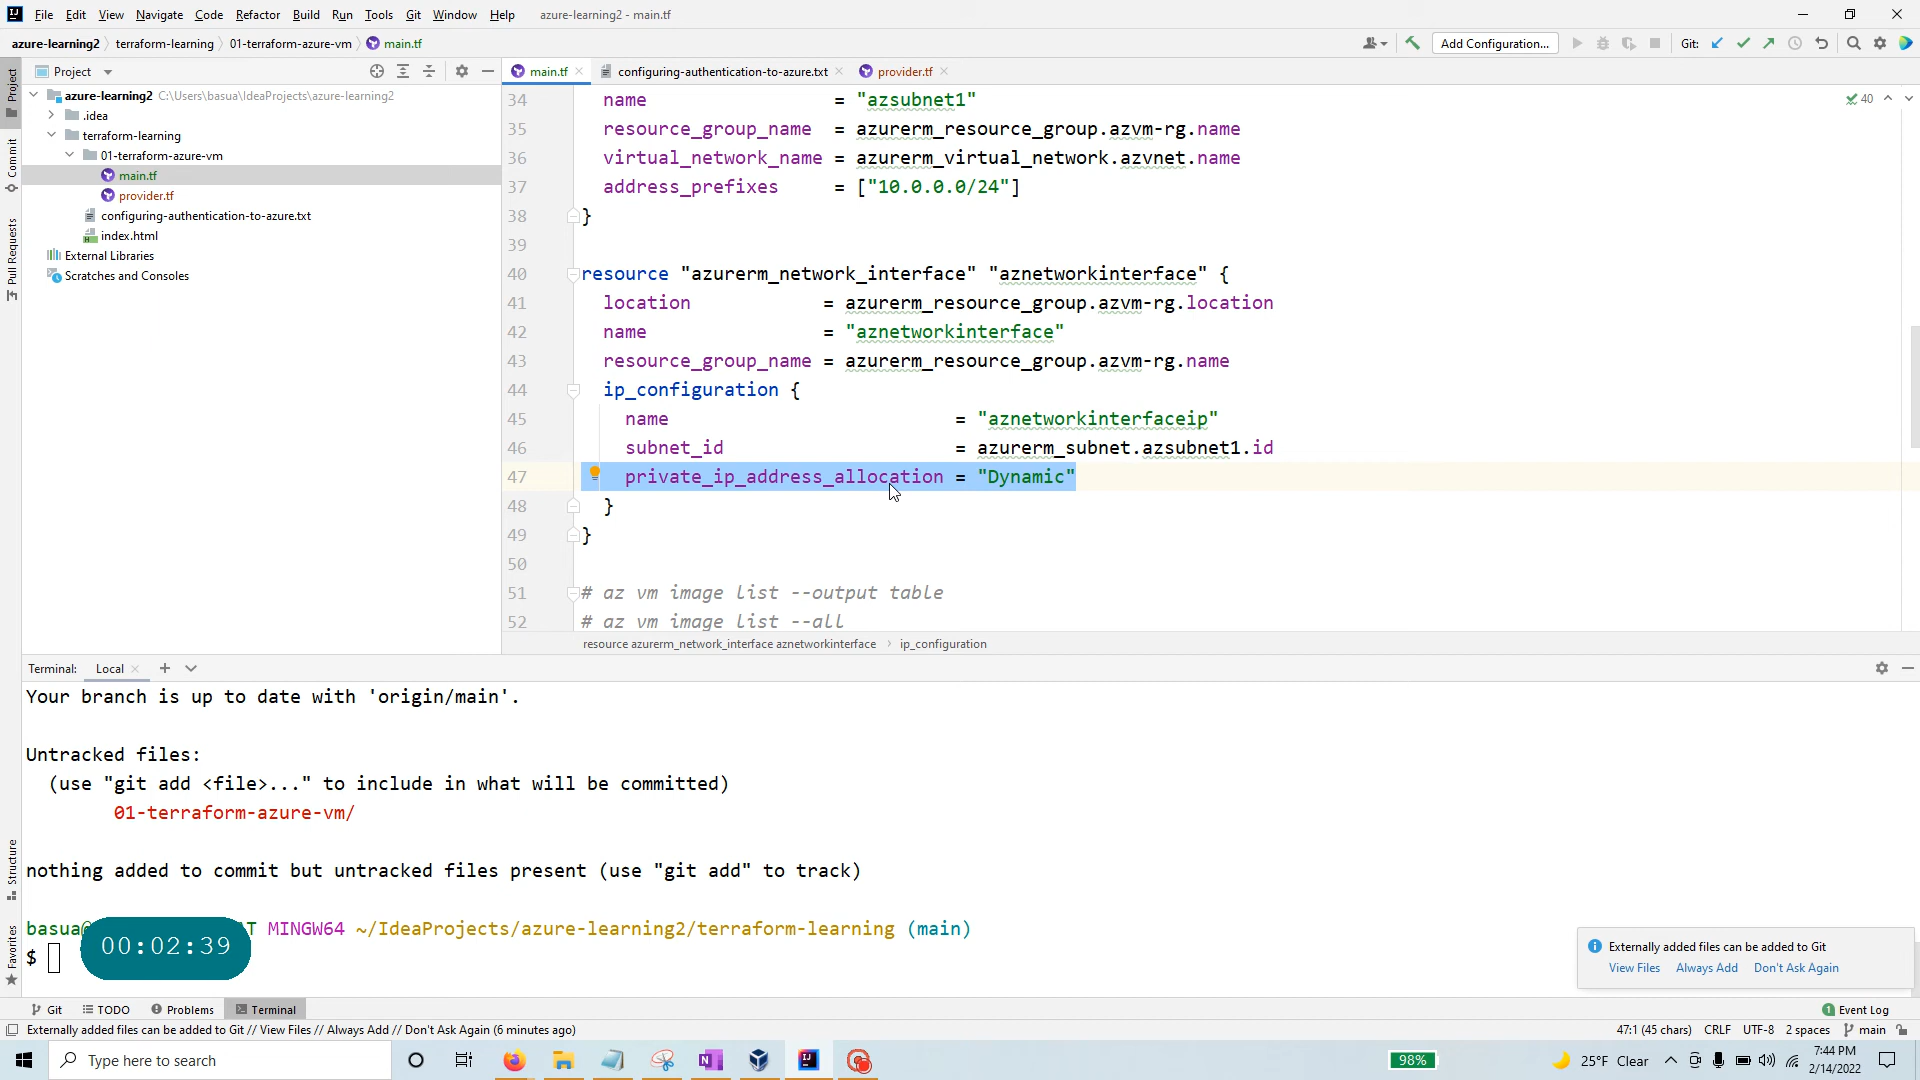 File Edit View Navigate Code Refactor Build Run Tools Git Window Help azure-learning2 - main.tf
azure-learning2 terraform-learning 01-terraform-azure-vm main.tf
Add Configuration...
Git:
Project
main.tf
configuring-authentication-to-azure.txt
provider.tf
azure-learning2 C:\Users\basua\IdeaProjects\azure-learning2
.idea
terraform-learning
01-terraform-azure-vm
main.tf
provider.tf
configuring-authentication-to-azure.txt
index.html
External Libraries
Scratches and Consoles
Project
Commit
Pull Requests
Structure
Favorites
40
34 name = "azsubnet1"
35 resource_group_name = azurerm_resource_group.azvm-rg.name
36 virtual_network_name = azurerm_virtual_network.azvnet.name
37 address_prefixes = ["10.0.0.0/24"]
38 }
39
40 resource "azurerm_network_interface" "aznetworkinterface" {
41 location = azurerm_resource_group.azvm-rg.location
42 name = "aznetworkinterface"
43 resource_group_name = azurerm_resource_group.azvm-rg.name
44 ip_configuration {
45 name = "aznetworkinterfaceip"
46 subnet_id = azurerm_subnet.azsubnet1.id
47 private_ip_address_allocation = "Dynamic"
48 }
49 }
50
51 # az vm image list --output table
52 # az vm image list --all
resource azurerm_network_interface aznetworkinterface ip_configuration
Terminal: Local
Your branch is up to date with 'origin/main'.
Untracked files:
(use "git add <file>..." to include in what will be committed)
01-terraform-azure-vm/
nothing added to commit but untracked files present (use "git add" to track)
basua@ T MINGW64 ~/IdeaProjects/azure-learning2/terraform-learning (main)
$
00:02:39
Externally added files can be added to Git
View Files Always Add Don't Ask Again
Git TODO Problems Terminal
1 Event Log
Externally added files can be added to Git // View Files // Always Add // Don't Ask Again (6 minutes ago)
47:1 (45 chars) CRLF UTF-8 2 spaces main
Type here to search
98%
25°F Clear
7:44 PM
2/14/2022